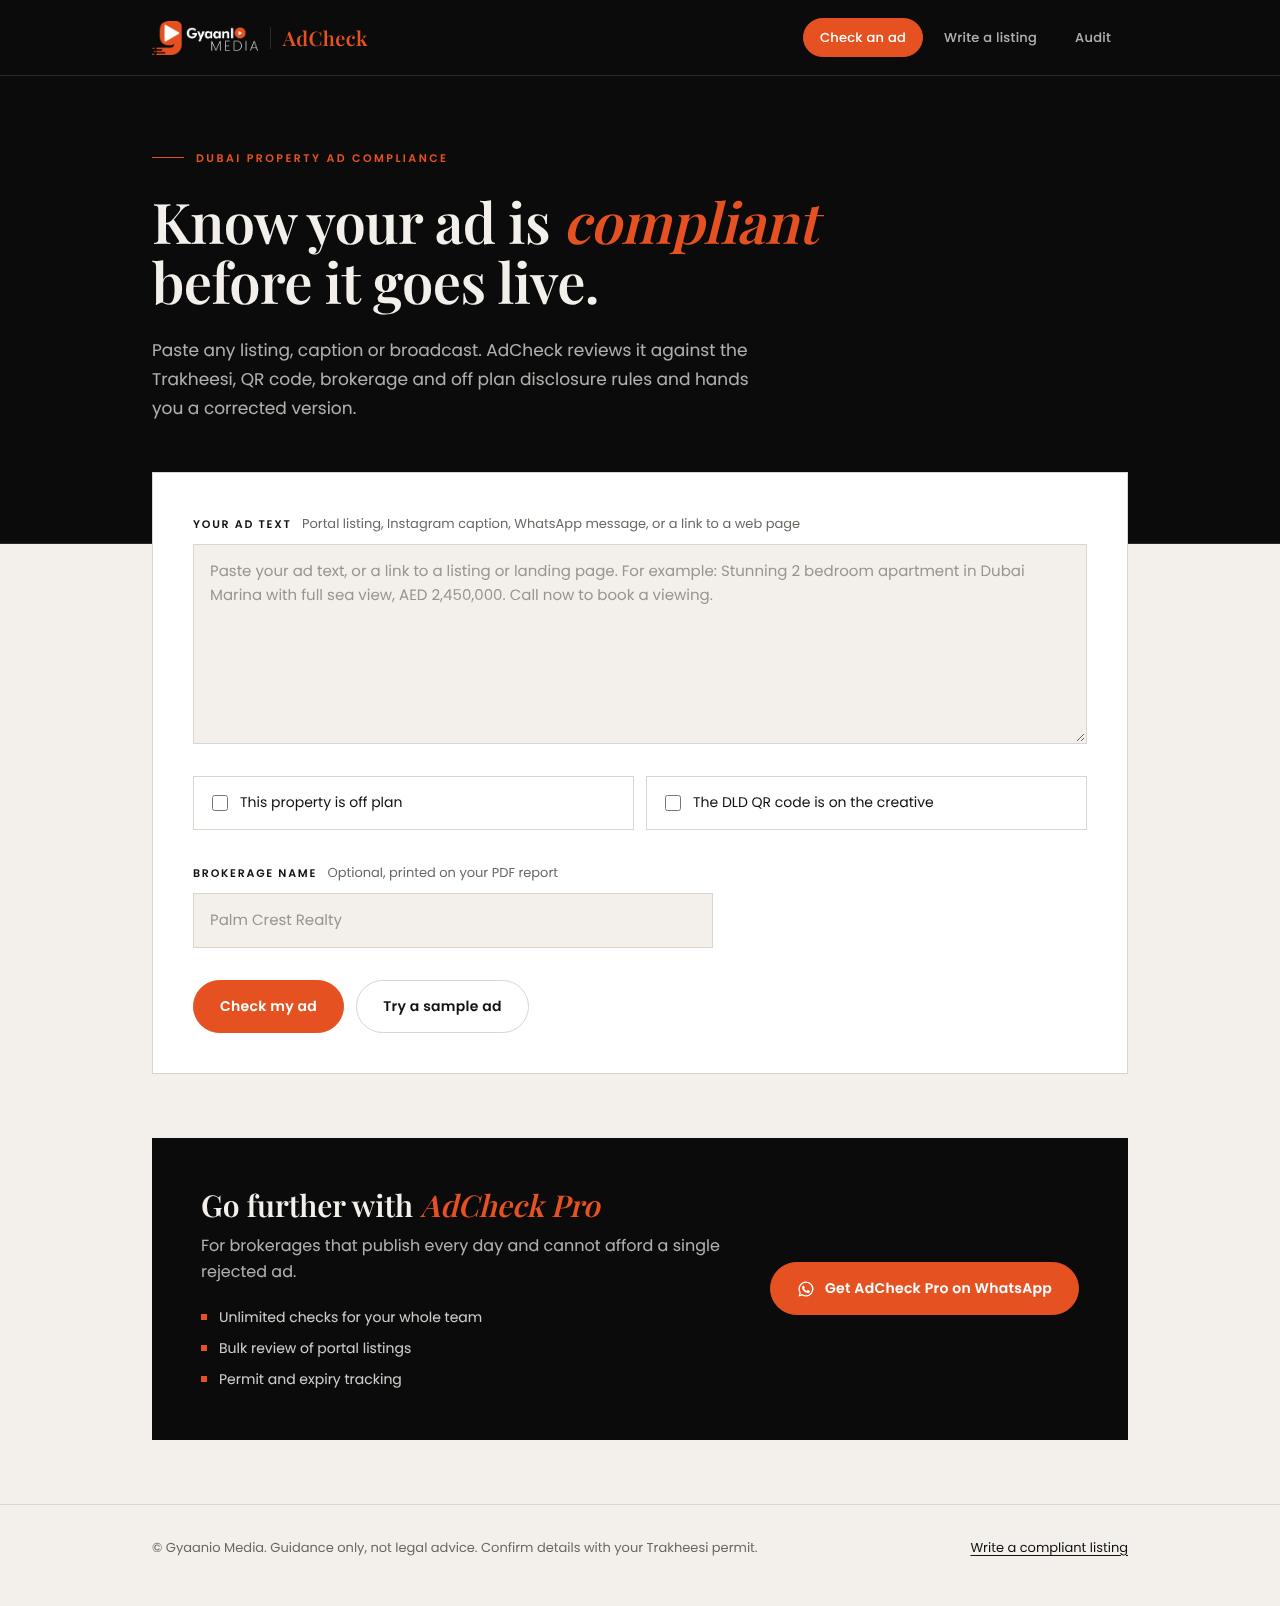 Gyaanio
MEDIA
AdCheck
Check an ad
Write a listing
Audit
DUBAI PROPERTY AD COMPLIANCE
Know your ad is compliant
before it goes live.
Paste any listing, caption or broadcast. AdCheck reviews it against the
Trakheesi, QR code, brokerage and off plan disclosure rules and hands
you a corrected version.
YOUR AD TEXT Portal listing, Instagram caption, WhatsApp message, or a link to a web page
Paste your ad text, or a link to a listing or landing page. For example: Stunning 2 bedroom apartment in Dubai
Marina with full sea view, AED 2,450,000. Call now to book a viewing.
This property is off plan
The DLD QR code is on the creative
BROKERAGE NAME Optional, printed on your PDF report
Palm Crest Realty
Check my ad
Try a sample ad
Go further with AdCheck Pro
For brokerages that publish every day and cannot afford a single
rejected ad.
Unlimited checks for your whole team
Bulk review of portal listings
Permit and expiry tracking
Get AdCheck Pro on WhatsApp
© Gyaanio Media. Guidance only, not legal advice. Confirm details with your Trakheesi permit.
Write a compliant listing